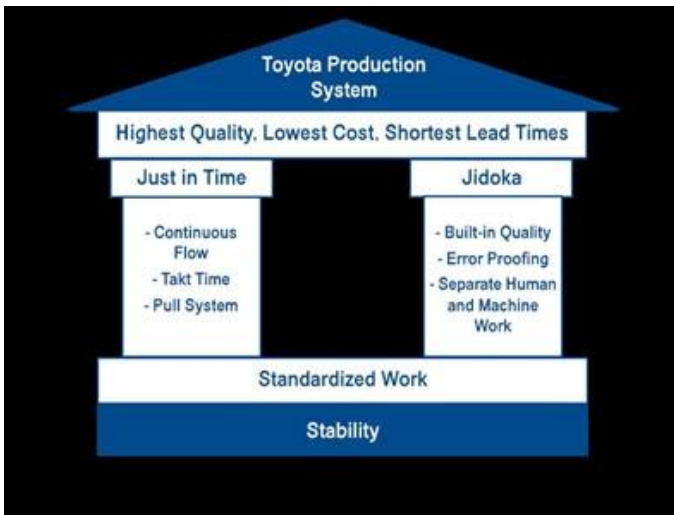 Toyota Production
System
Highest Quality, Lowest Cost, Shortest Lead Times
Just in Time
Jidoka
- Continuous
Flow
- Takt Time
- Pull System
- Built-in Quality
- Error Proofing
- Separate Human
and Machine
Work
Standardized Work
Stability